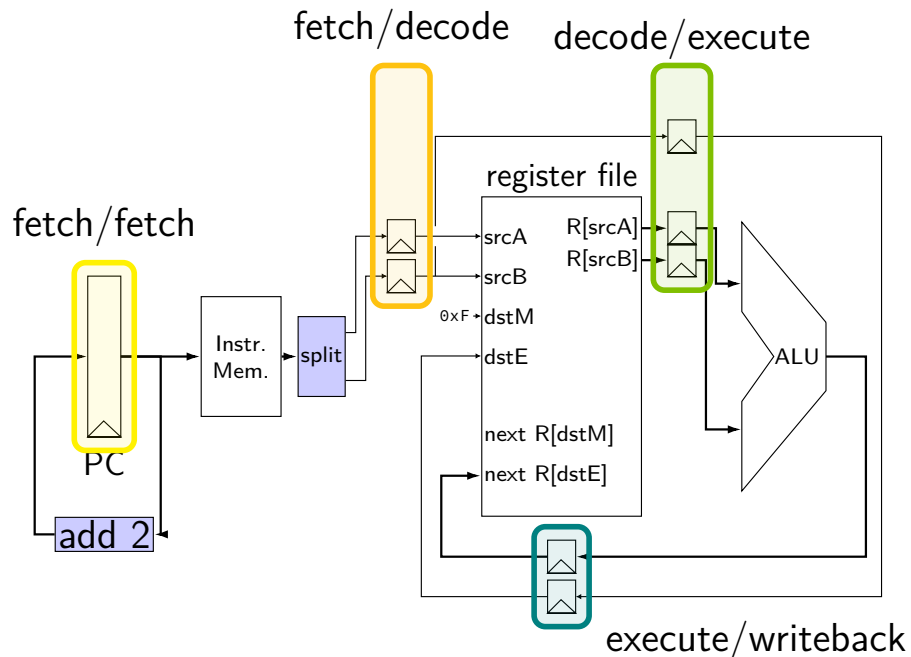 fetch/decode
decode/execute
register file
fetch/fetch
srcA
R[srcA]
srcB
R[srcB]
0xF
dstM
Instr.
Mem.
split
dstE
ALU
next R[dstM]
PC
next R[dstE]
add 2
execute/writeback